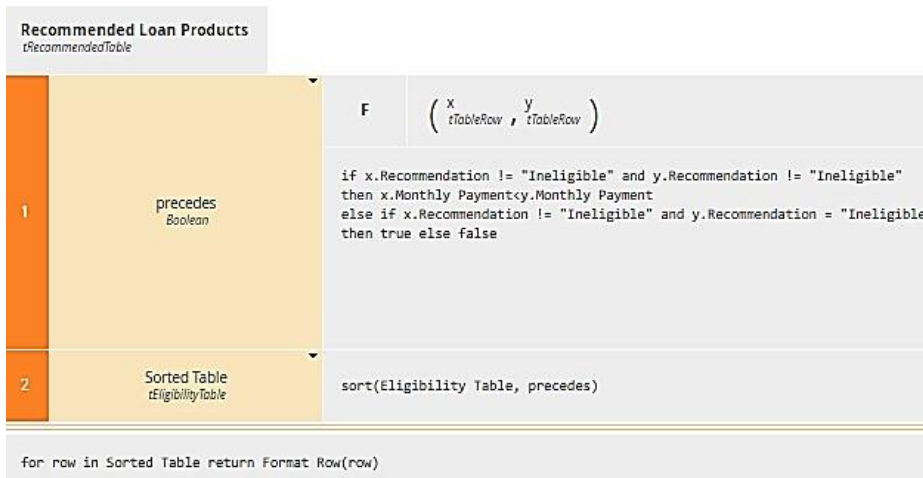 Recommended Loan Products
tRecommendedTable
F
( x , y )
tTableRow tTableRow
1
precedes
Boolean
if x.Recommendation != "Ineligible" and y.Recommendation != "Ineligible"
then x.Monthly Payment<y.Monthly Payment
else if x.Recommendation != "Ineligible" and y.Recommendation = "Ineligible
then true else false
2
Sorted Table
tEligibilityTable
sort(Eligibility Table, precedes)
for row in Sorted Table return Format Row(row)